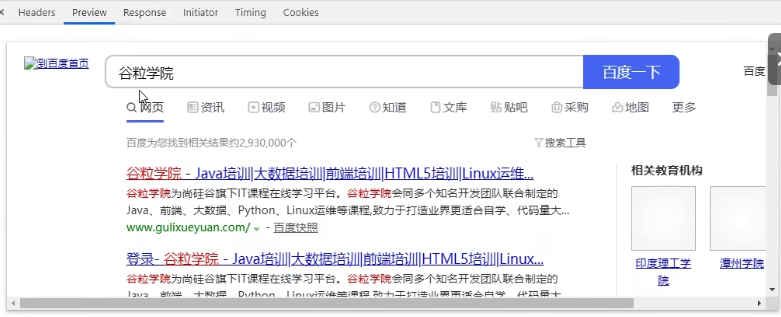 Headers Preview Response Initiator Timing Cookies
到百度首页
谷粒学院 百度一下 百度
网页 资讯 视频 图片 知道 文库 贴吧 采购 地图 更多
百度为您找到相关结果约2,930,000个 搜索工具
谷粒学院 - Java培训|大数据培训|前端培训|HTML5培训|Linux运维...
谷粒学院为尚硅谷旗下IT课程在线学习平台。谷粒学院会同多个知名开发团队联合制定的
Java、前端、大数据、Python、Linux运维等课程,致力于打造业界更适合自学、代码量大...
www.gulixueyuan.com/ - 百度快照
登录- 谷粒学院 - Java培训|大数据培训|前端培训|HTML5培训|Linux...
谷粒学院为尚硅谷旗下IT课程在线学习平台。谷粒学院会同多个知名开发团队联合制定的
Java、前端、大数据、Python、Linux运维等课程,致力于打造业界更适合自学、代码量大
相关教育机构
印度理工学院 潭州学院